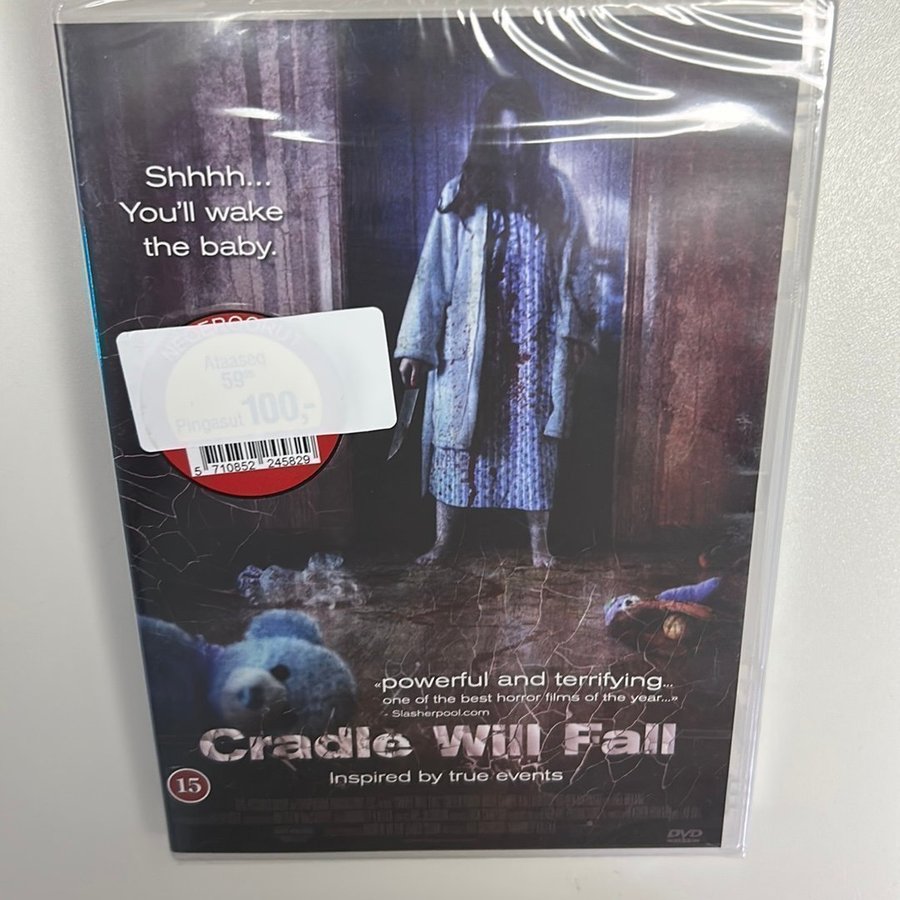 Shhhh...
You'll wake
the baby.
Ataaseq
59
Pingasut 100,-
5 710852 245829
«powerful and terrifying...
one of the best horror films of the year...»
- Slasherpool.com
Cradle Will Fall
Inspired by true events
15
DVD